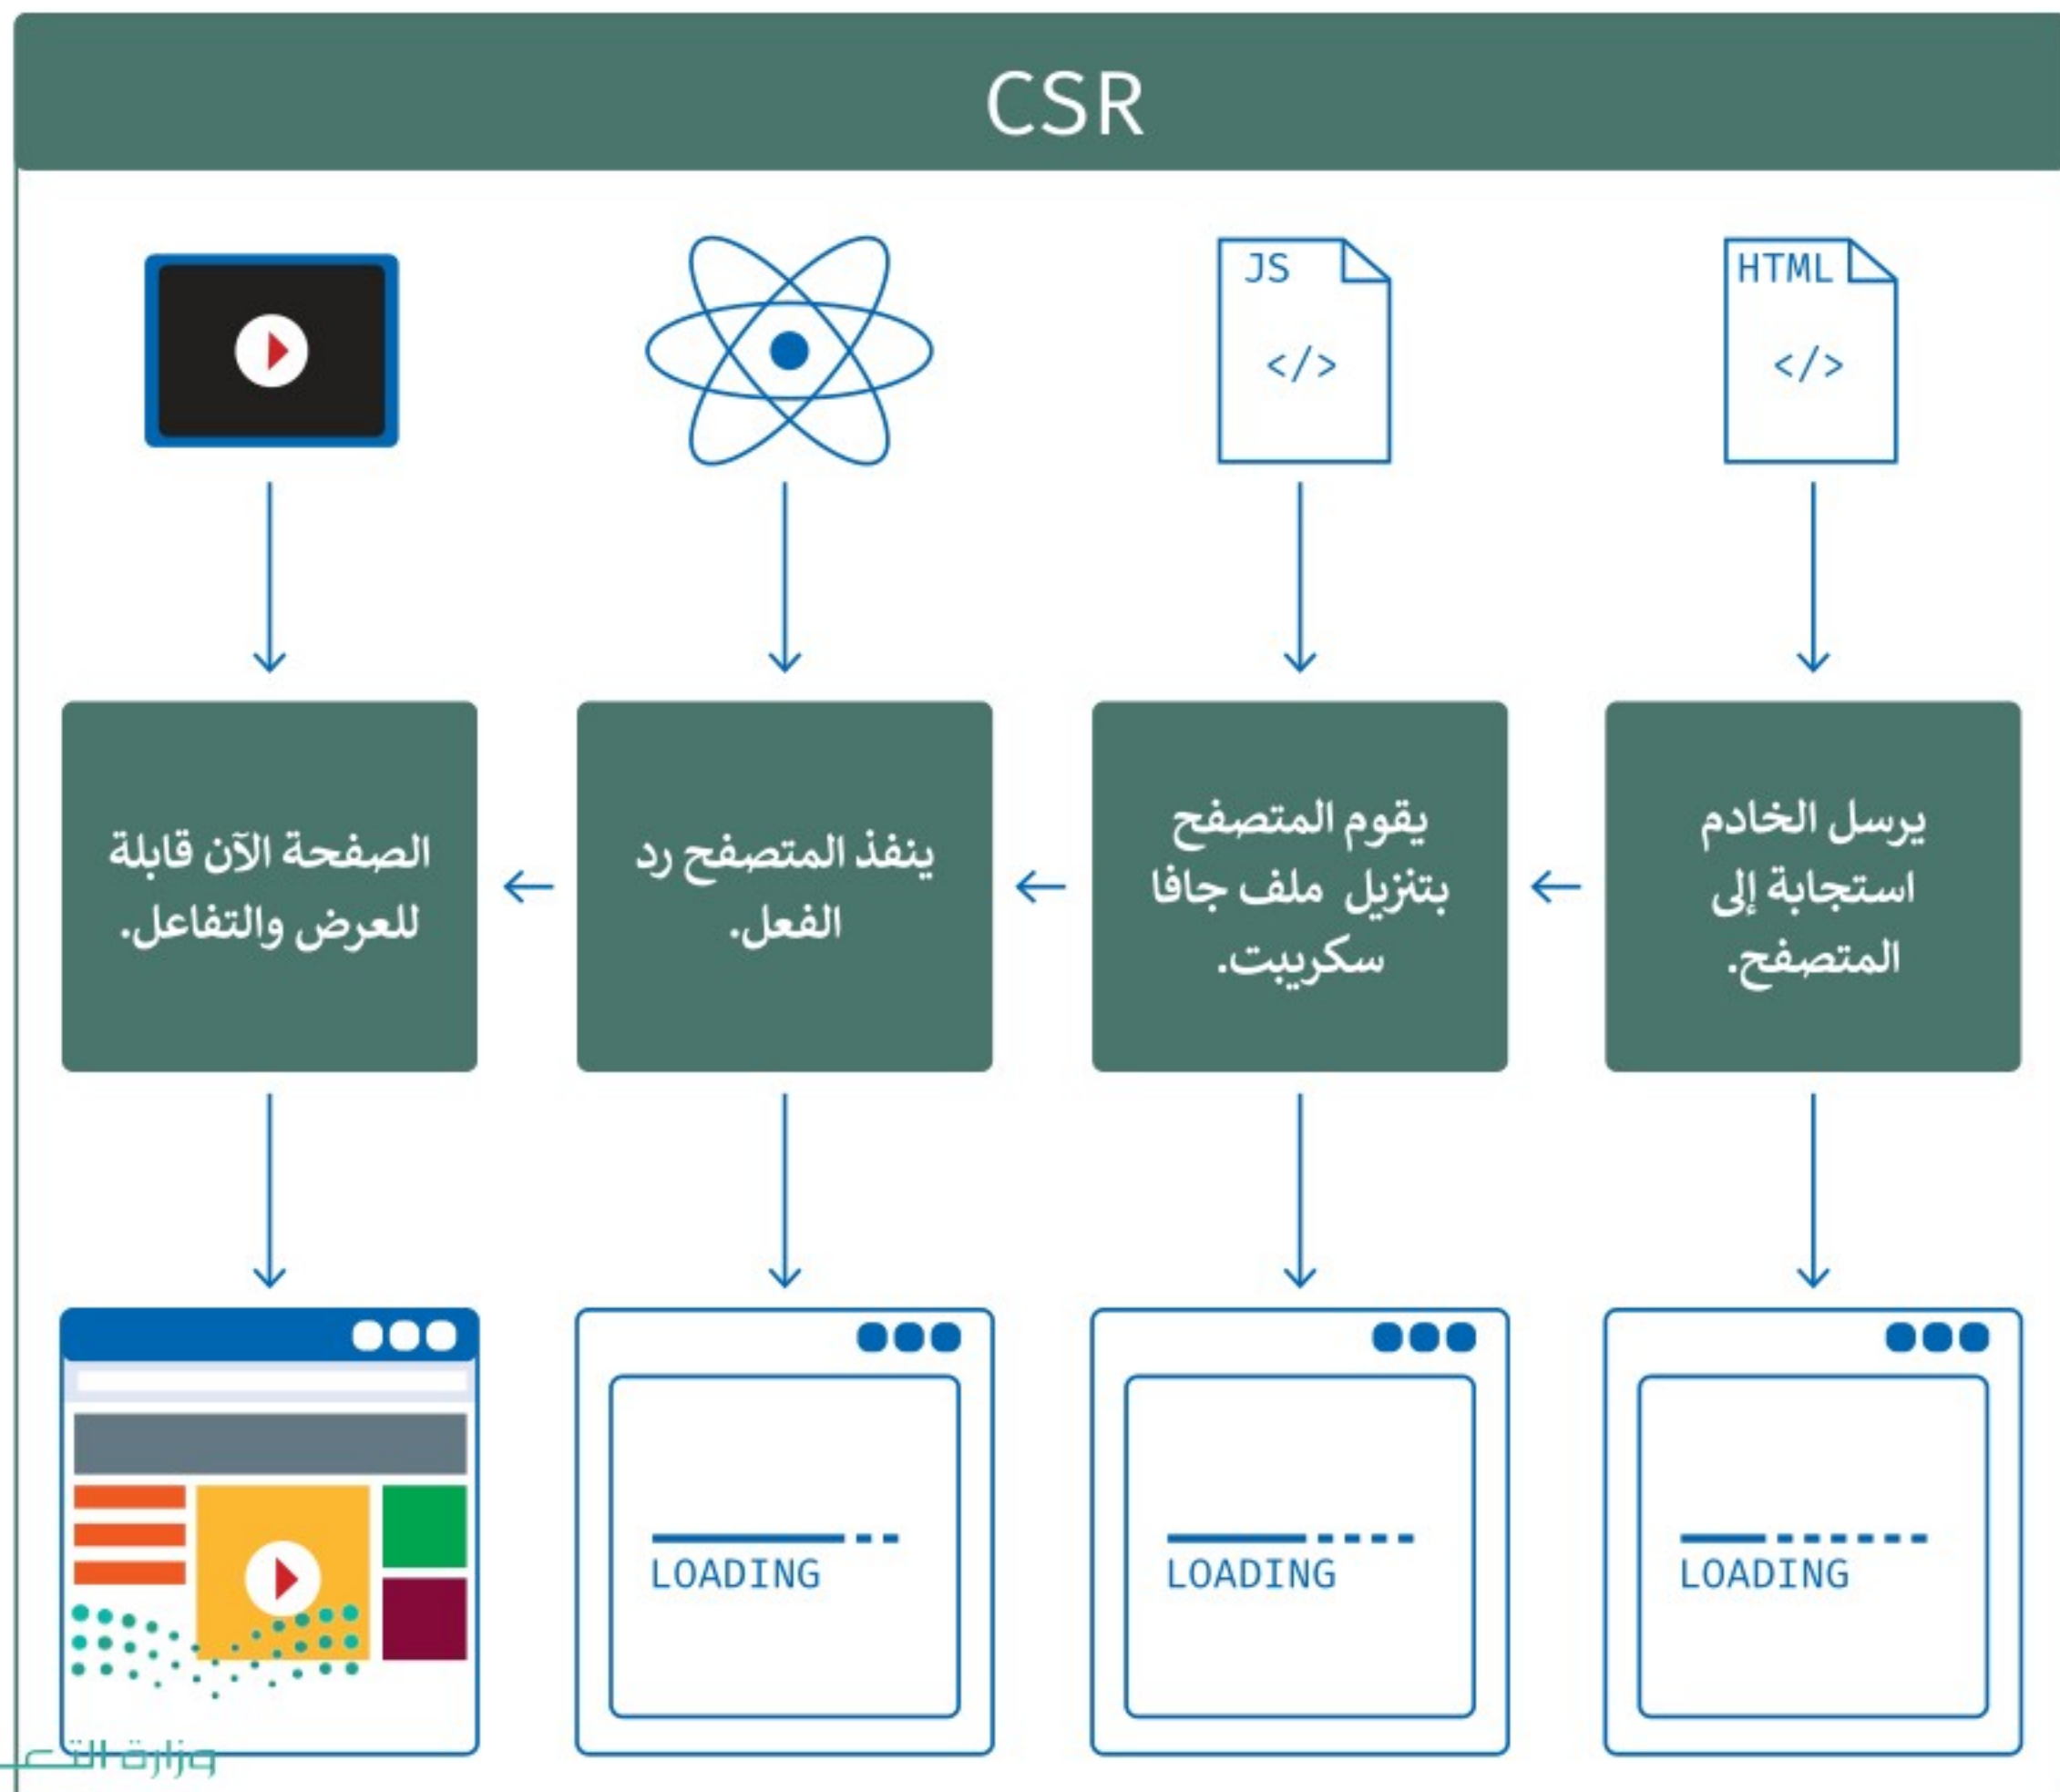 CSR
HTML
</>
JS
</>
يرسل الخادم
استجابة إلى
المتصفح.
يقوم المتصفح
بتنزيل ملف جافا
سكريبت.
ينفذ المتصفح رد
الفعل.
الصفحة الآن قابلة
للعرض والتفاعل.
LOADING
LOADING
LOADING
وزارة